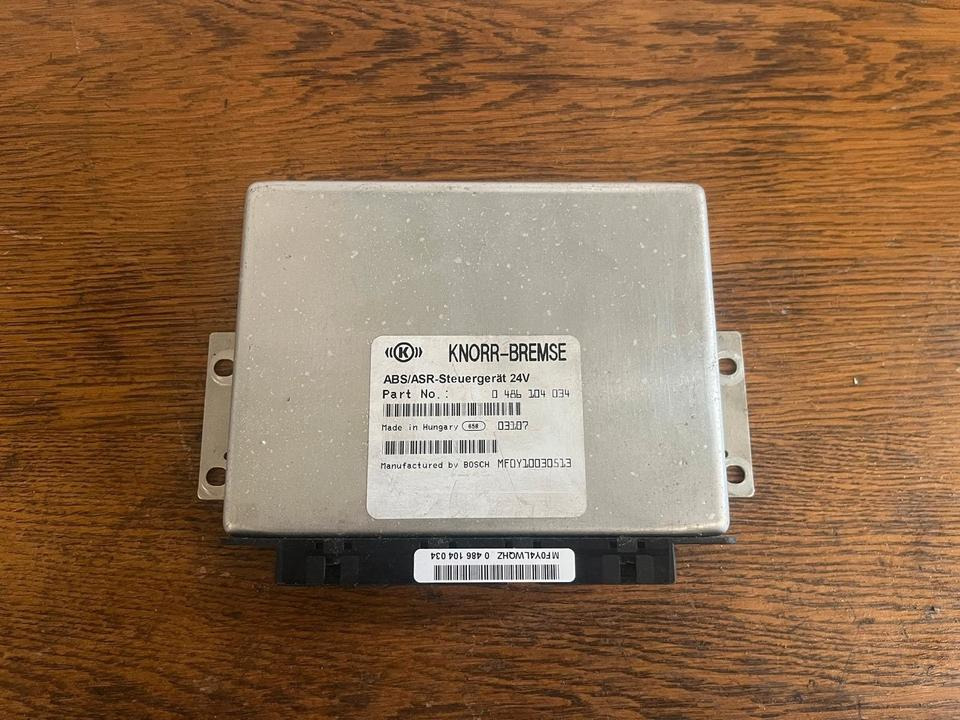 K KNORR-BREMSE
ABS/ASR-Steuergerät 24V
Part No.: 0 486 104 034
Made in Hungary 658 03107
Manufactured by BOSCH MFOY10030513
MF0Y4LWQHZ 0 486 104 034